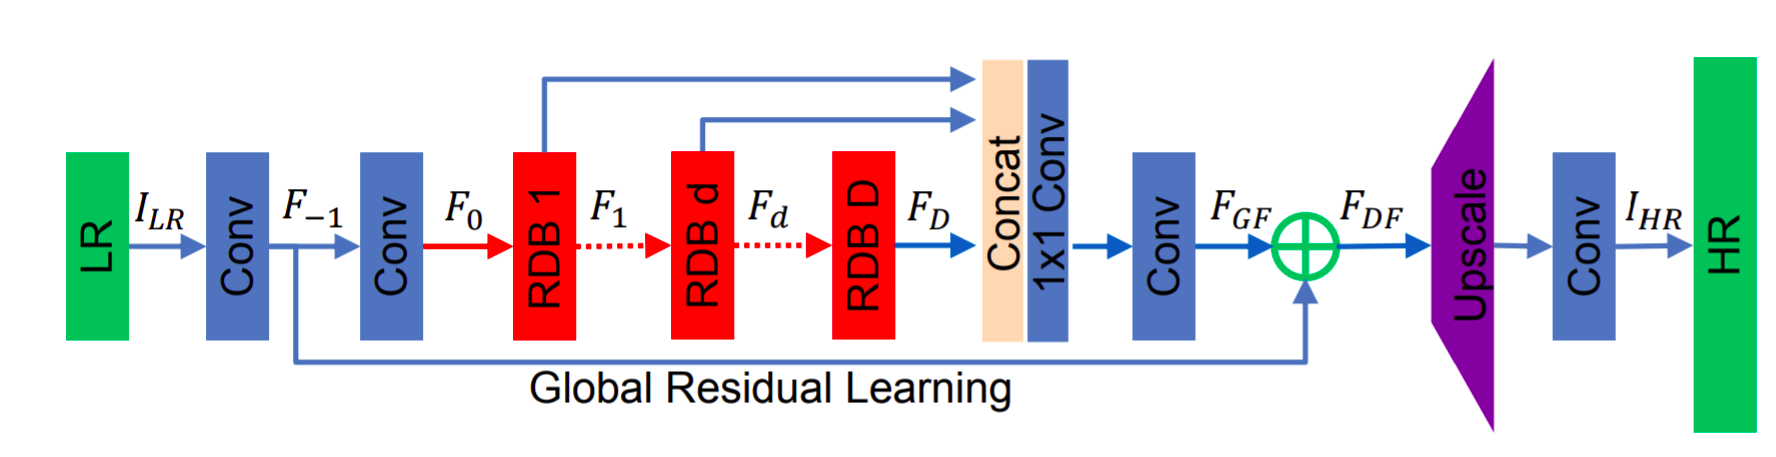 LR
I_{LR}
Conv
F_{-1}
Conv
F_0
RDB 1
F_1
RDB d
F_d
RDB D
F_D
Concat
1x1 Conv
Conv
F_{GF}
F_{DF}
Upscale
Conv
I_{HR}
HR
Global Residual Learning